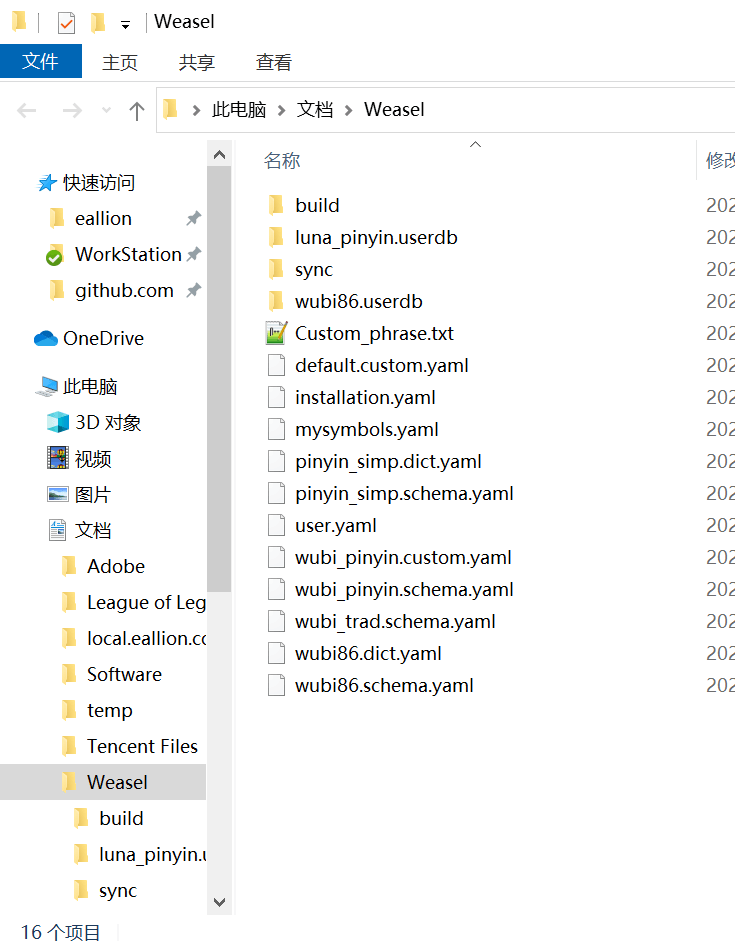 Weasel
文件 主页 共享 查看
此电脑 文档 Weasel
名称
修改
快速访问
eallion
WorkStation
github.com
OneDrive
此电脑
3D 对象
视频
图片
文档
Adobe
League of Leg
local.eallion.co
Software
temp
Tencent Files
Weasel
build
luna_pinyin.u
sync
build 202
luna_pinyin.userdb 202
sync 202
wubi86.userdb 202
Custom_phrase.txt 202
default.custom.yaml 202
installation.yaml 202
mysymbols.yaml 202
pinyin_simp.dict.yaml 202
pinyin_simp.schema.yaml 202
user.yaml 202
wubi_pinyin.custom.yaml 202
wubi_pinyin.schema.yaml 202
wubi_trad.schema.yaml 202
wubi86.dict.yaml 202
wubi86.schema.yaml 202
16 个项目